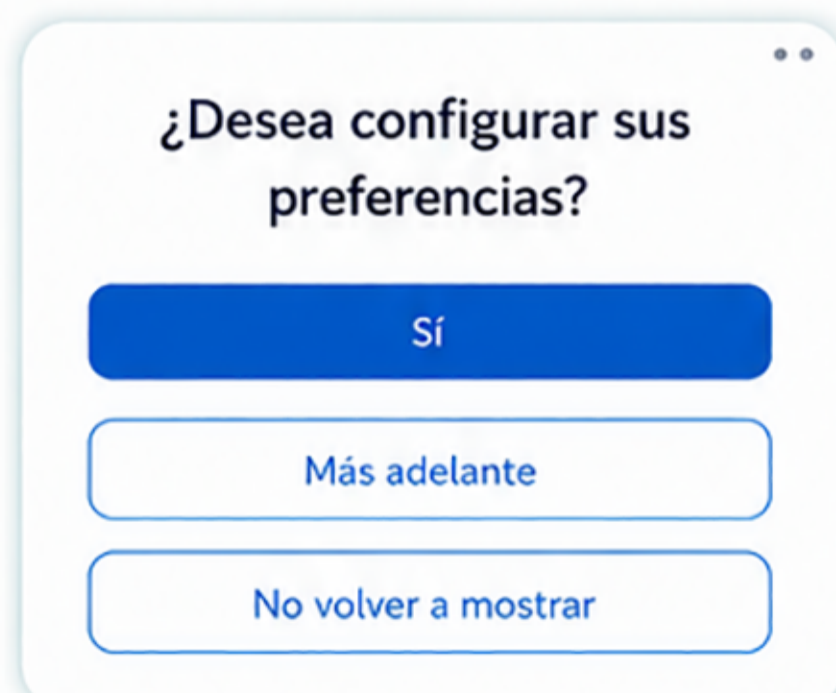 ¿Desea configurar sus
preferencias?
Sí
Más adelante
No volver a mostrar